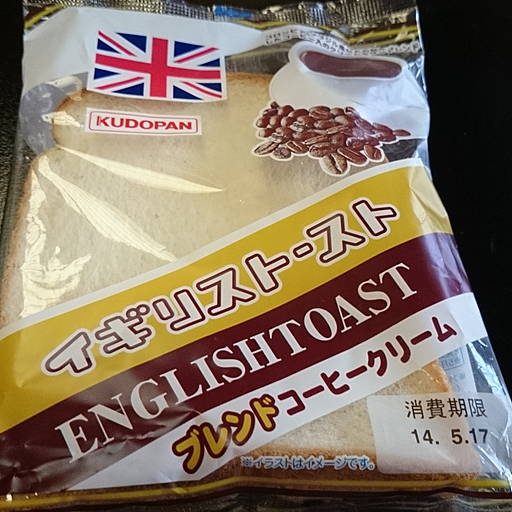 KUDOPAN
イギリストースト
ENGLISHTOAST
ブレンドコーヒークリーム
消費期限
14. 5.17
※イラストはイメージです。